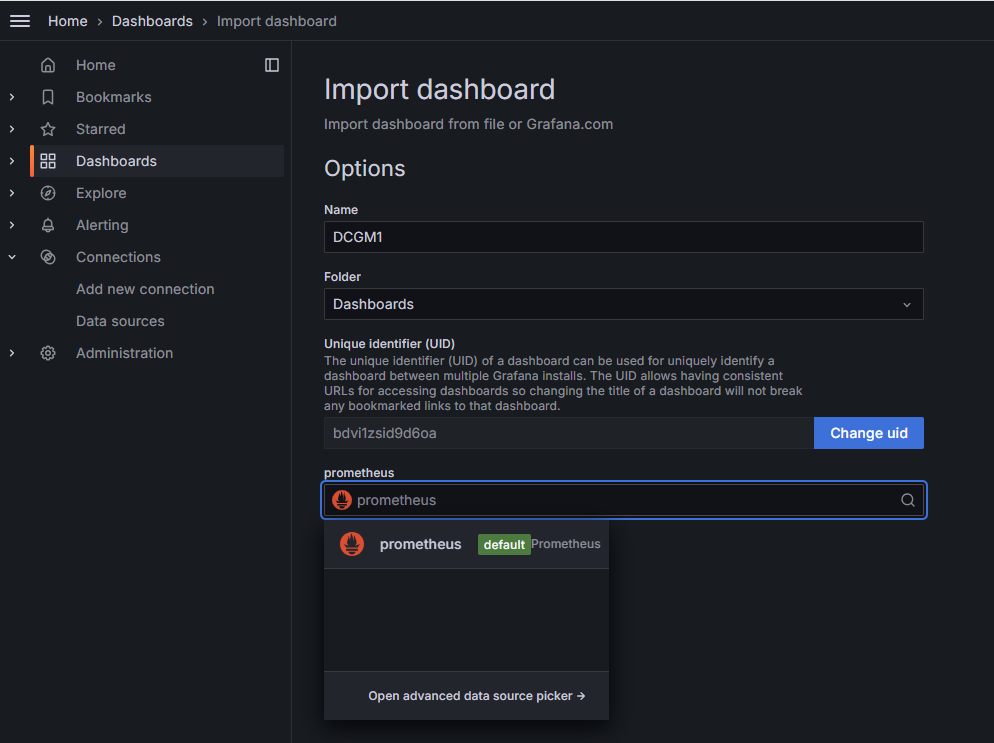 Home › Dashboards › Import dashboard
Home
Bookmarks
Starred
Dashboards
Explore
Alerting
Connections
Add new connection
Data sources
Administration
Import dashboard
Import dashboard from file or Grafana.com
Options
Name
DCGM1
Folder
Dashboards
Unique identifier (UID)
The unique identifier (UID) of a dashboard can be used for uniquely identify a
dashboard between multiple Grafana installs. The UID allows having consistent
URLs for accessing dashboards so changing the title of a dashboard will not break
any bookmarked links to that dashboard.
bdvi1zsid9d6oa Change uid
prometheus
prometheus
prometheus default Prometheus
Open advanced data source picker →